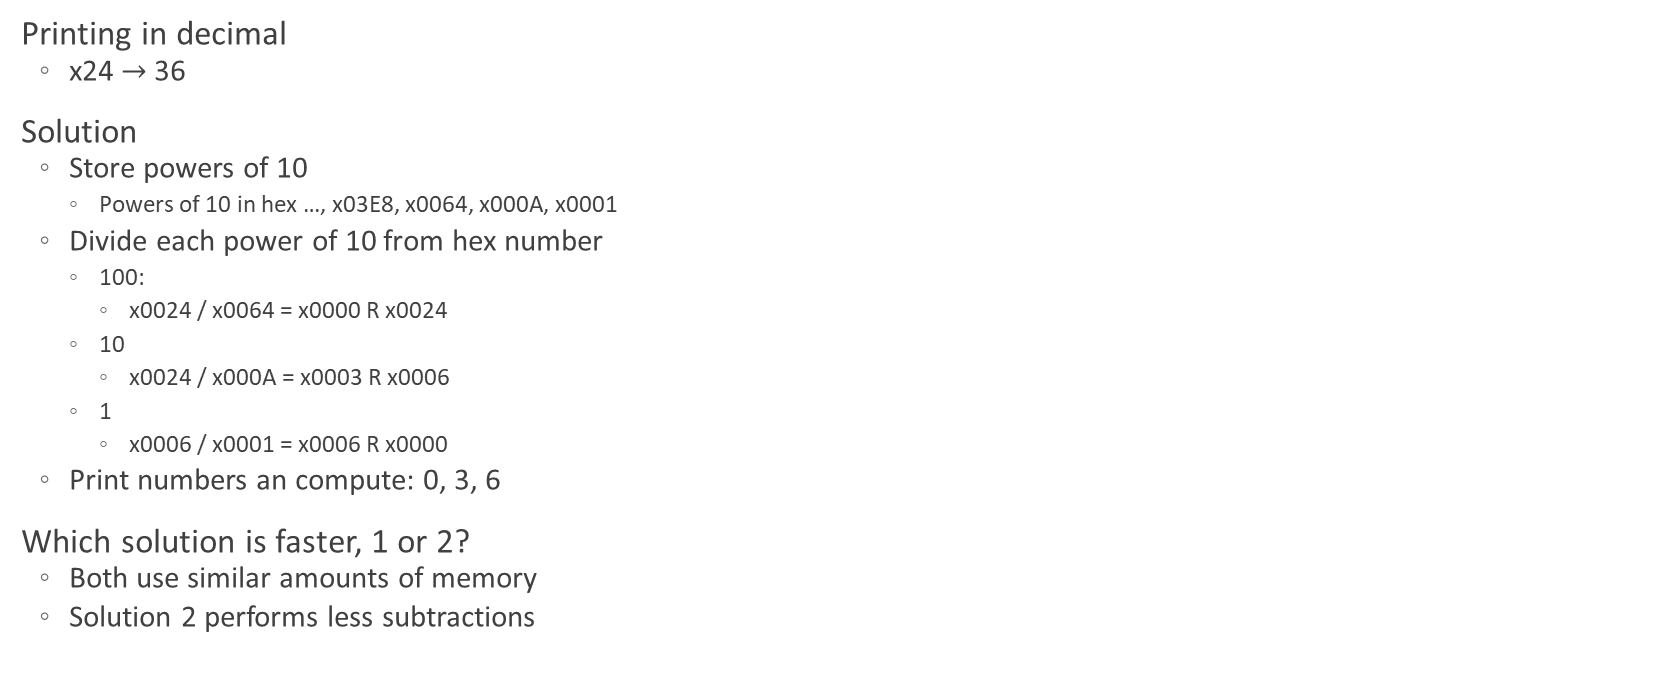 Printing in decimal
◦ x24 → 36
Solution
◦ Store powers of 10
◦ Powers of 10 in hex …, x03E8, x0064, x000A, x0001
◦ Divide each power of 10 from hex number
◦ 100:
◦ x0024 / x0064 = x0000 R x0024
◦ 10
◦ x0024 / x000A = x0003 R x0006
◦ 1
◦ x0006 / x0001 = x0006 R x0000
◦ Print numbers an compute: 0, 3, 6
Which solution is faster, 1 or 2?
◦ Both use similar amounts of memory
◦ Solution 2 performs less subtractions